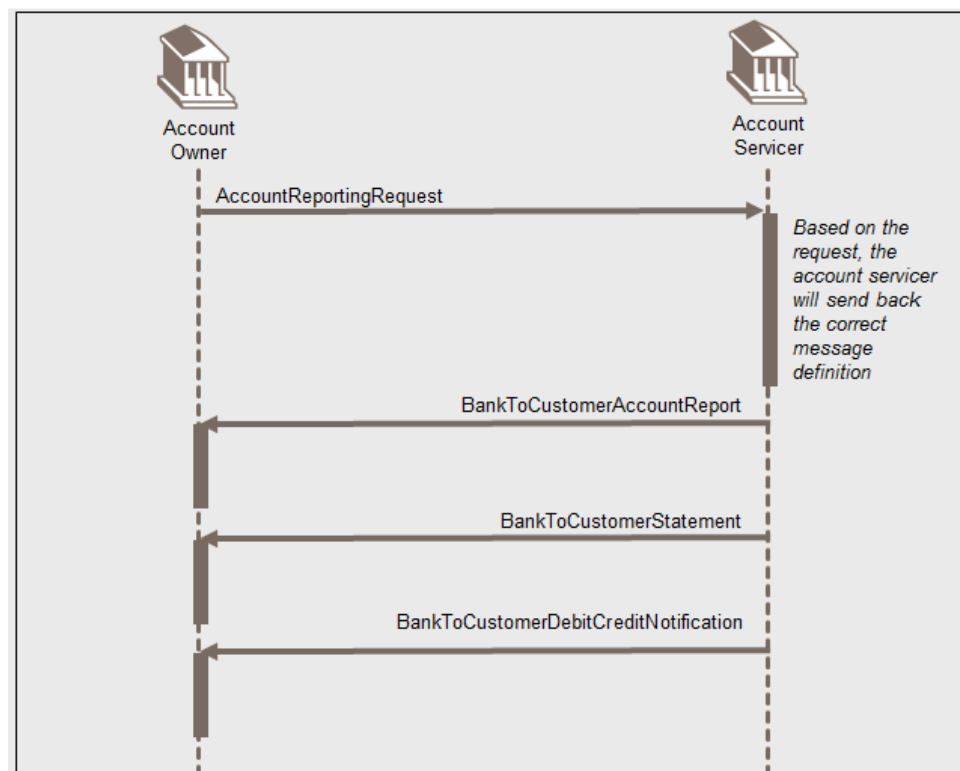 Account
Owner
Account
Servicer
AccountReportingRequest
Based on the
request, the
account servicer
will send back
the correct
message
definition
BankToCustomerAccountReport
BankToCustomerStatement
BankToCustomerDebitCreditNotification